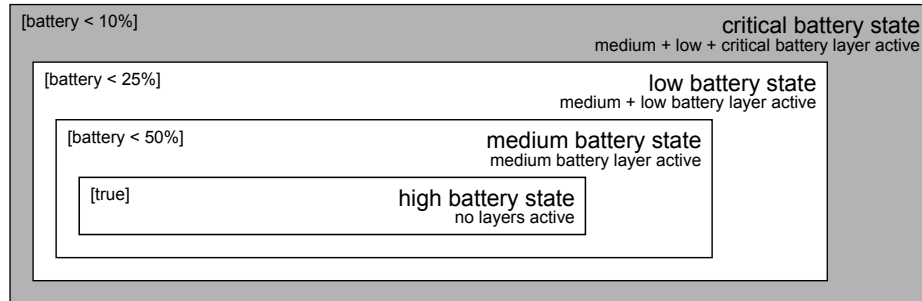 [battery < 10%]
critical battery state
medium + low + critical battery layer active
[battery < 25%]
low battery state
medium + low battery layer active
[battery < 50%]
medium battery state
medium battery layer active
[true]
high battery state
no layers active